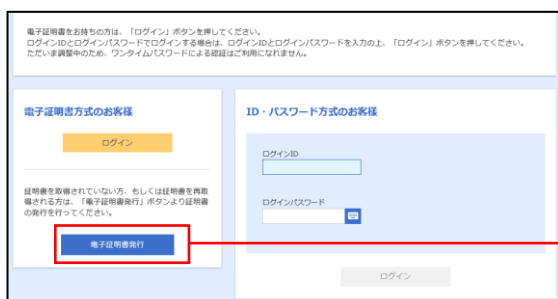 電子証明書をお持ちの方は、「ログイン」ボタンを押してください。
ログインIDとログインパスワードでログインする場合は、ログインIDとログインパスワードを入力の上、「ログイン」ボタンを押してください。
ただいま調整中のため、ワンタイムパスワードによる認証はご利用になれません。
電子証明書方式のお客様
ログイン
証明書を取得されていない方、もしくは証明書を再取
得される方は、「電子証明書発行」ボタンより証明書
の発行を行ってください。
電子証明書発行
ID・パスワード方式のお客様
ログインID
ログインパスワード
ログイン